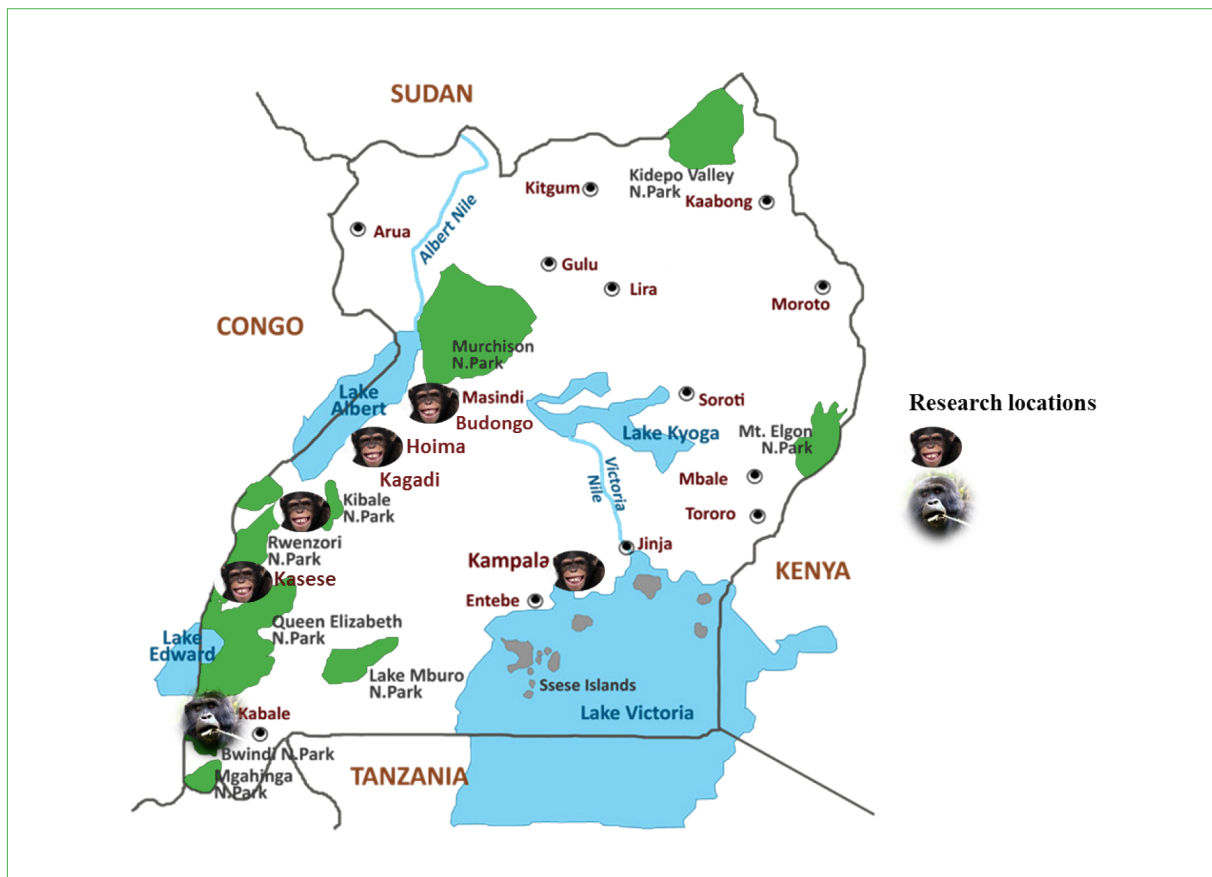 SUDAN
Kidepo Valley
N.Park
Kitgum
Kaabong
Albert Nile
Arua
Gulu
Lira
Moroto
CONGO
Murchison
N.Park
Lake
Albert
Masindi
Budongo
Soroti
Research locations
Lake Kyoga
Mt. Elgon
N.Park
Hoima
Kagadi
Victoria
Nile
Mbale
Kibale
N.Park
Tororo
Rwenzori
N.Park
Jinja
Kampala
KENYA
Kasese
Entebe
Queen Elizabeth
N.Park
Lake
Edward
Lake Mburo
N.Park
Ssese Islands
Kabale
Lake Victoria
Bwindi N.Park
Mgahinga
N.Park
TANZANIA